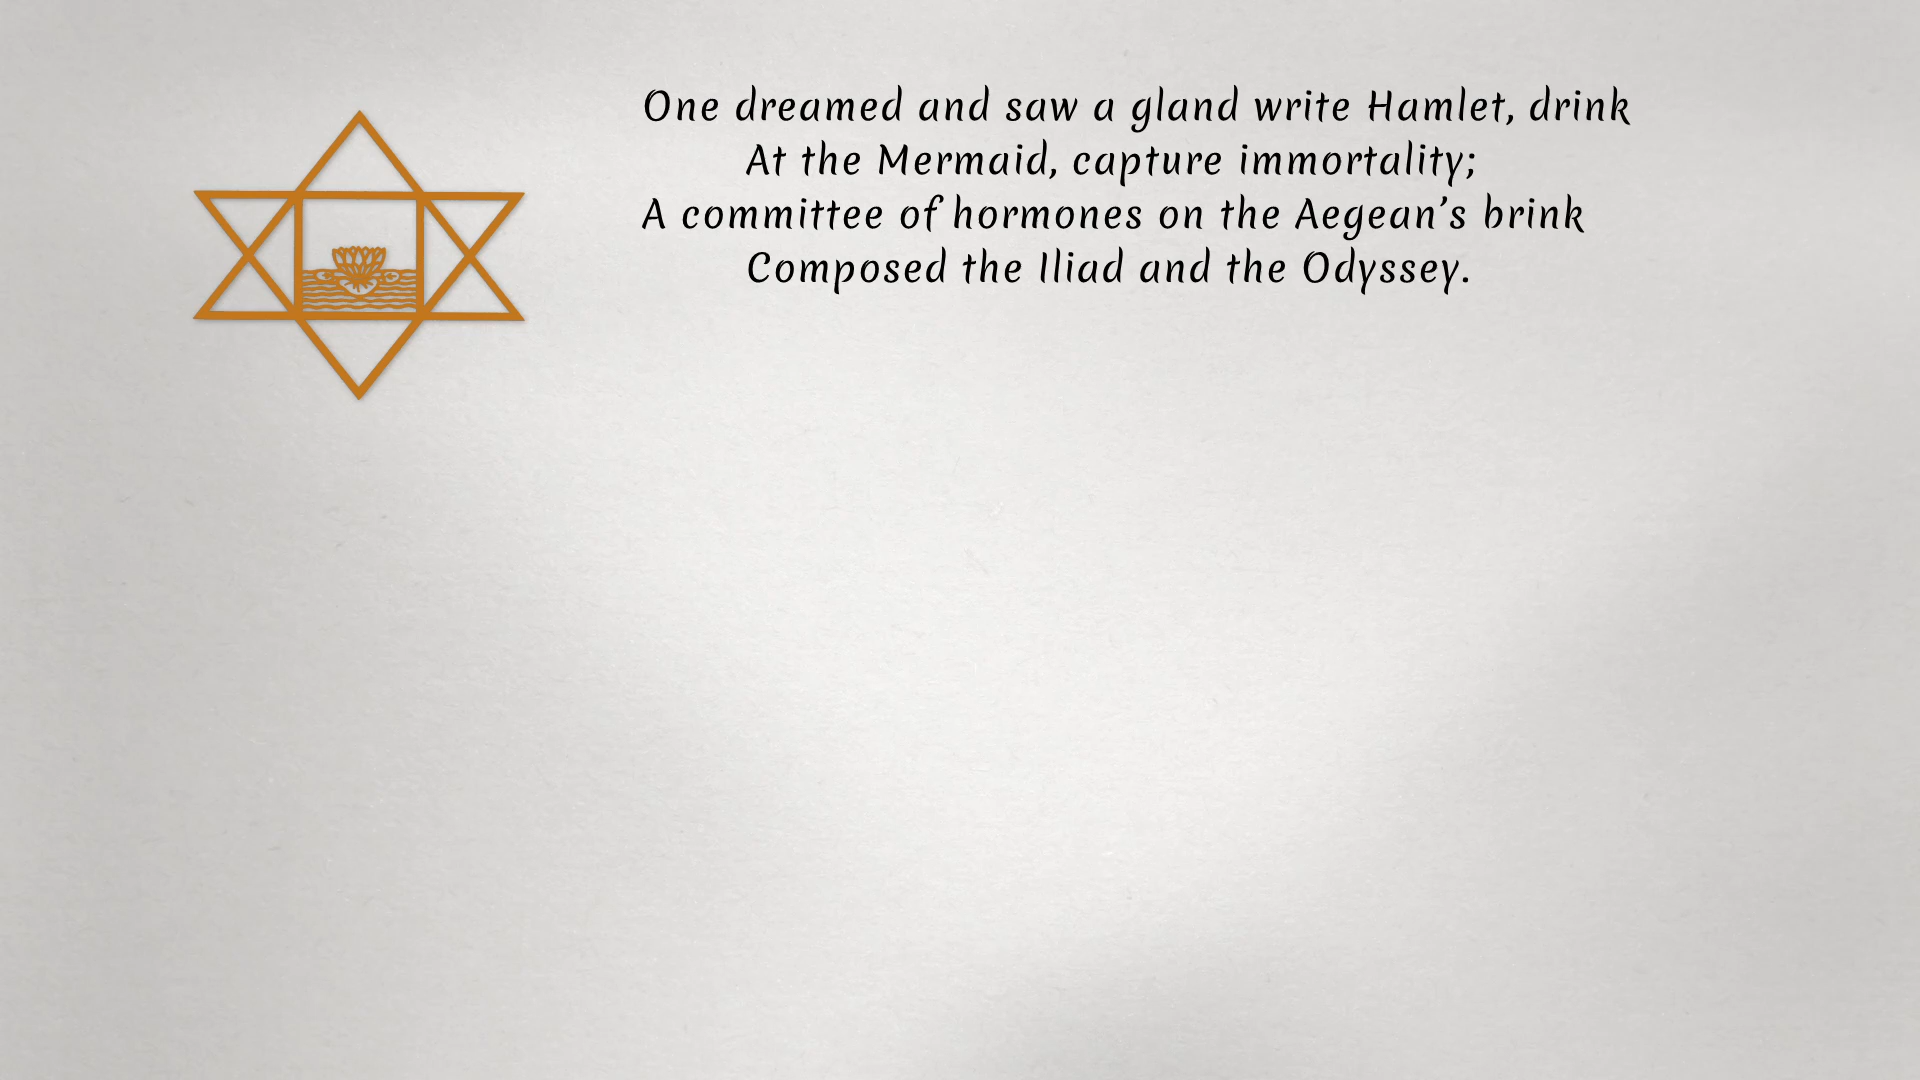 One dreamed and saw a gland write Hamlet, drink
At the Mermaid, capture immortality;
A committee of hormones on the Aegean’s brink
Composed the Iliad and the Odyssey.